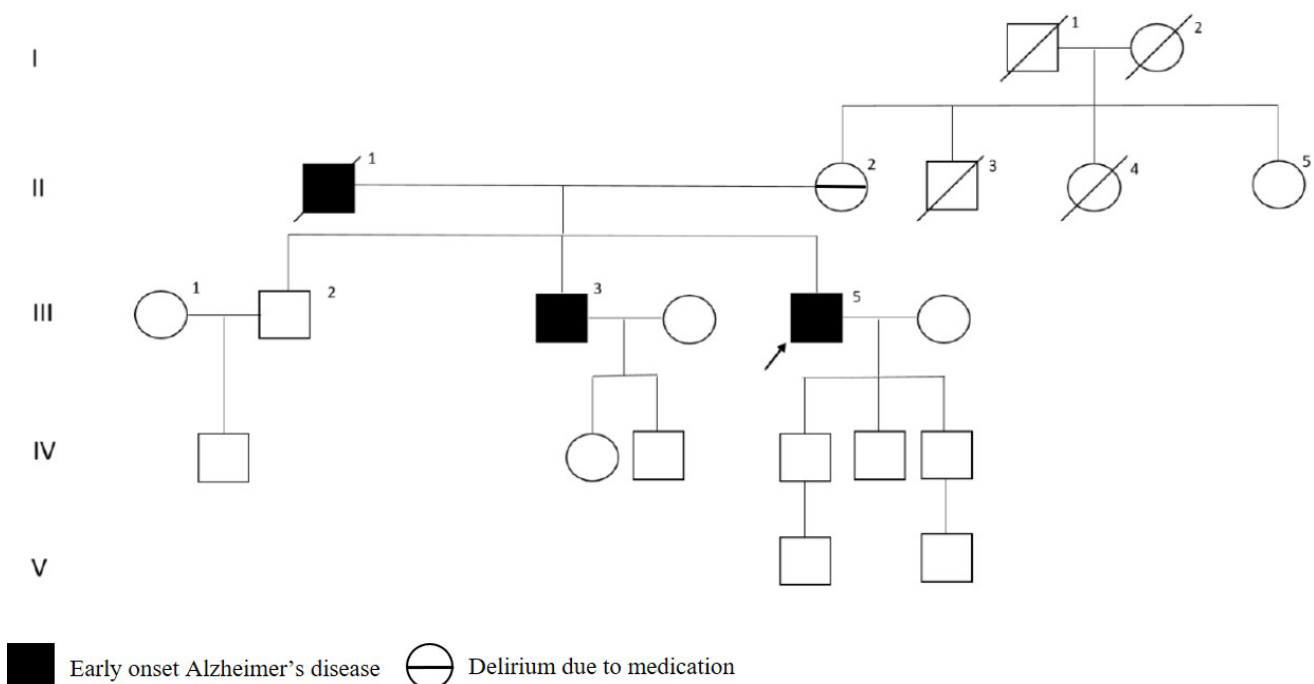 I 1 2
II 1 2 3 4 5
III 1 2 3 5
IV
V
Early onset Alzheimer’s disease Delirium due to medication